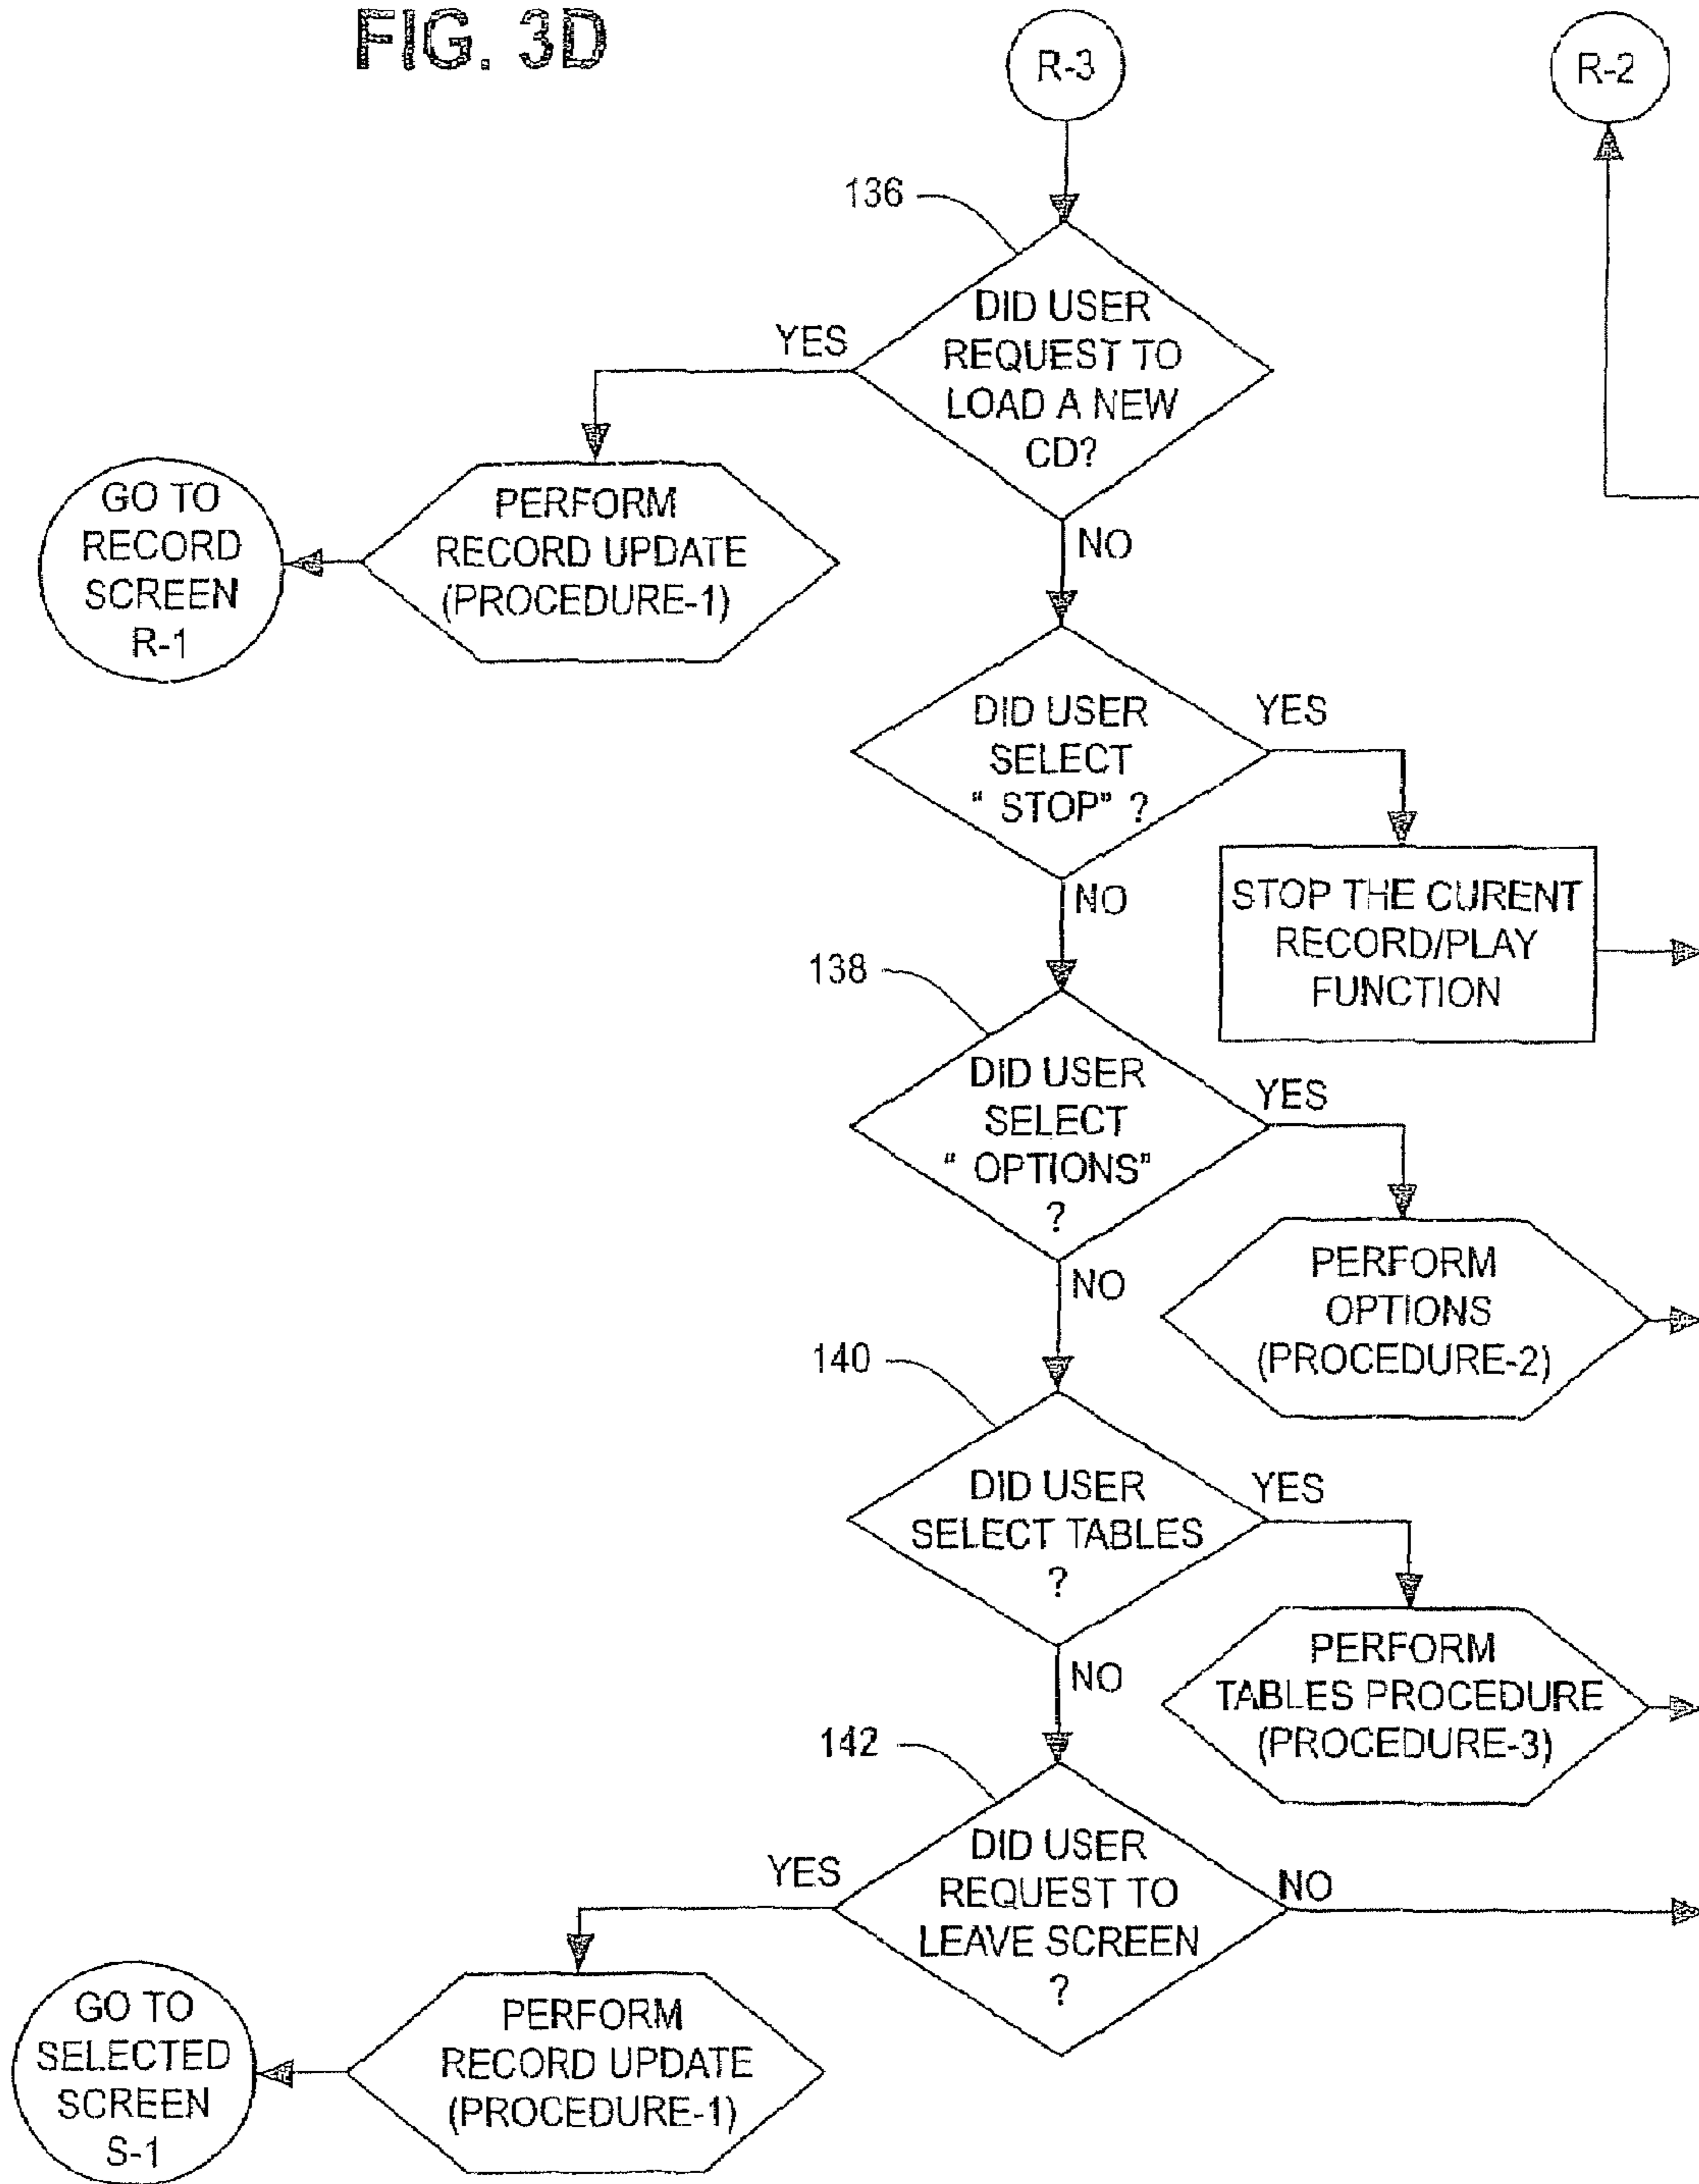 FIG. 3D
R-3
R-2
136
DID USER
REQUEST TO
LOAD A NEW
CD?
YES
NO
PERFORM
RECORD UPDATE
(PROCEDURE-1)
GO TO
RECORD
SCREEN
R-1
DID USER
SELECT
" STOP" ?
YES
NO
STOP THE CURENT
RECORD/PLAY
FUNCTION
138
DID USER
SELECT
" OPTIONS"
?
YES
NO
PERFORM
OPTIONS
(PROCEDURE-2)
140
DID USER
SELECT TABLES
?
YES
NO
PERFORM
TABLES PROCEDURE
(PROCEDURE-3)
142
DID USER
REQUEST TO
LEAVE SCREEN
?
YES
NO
PERFORM
RECORD UPDATE
(PROCEDURE-1)
GO TO
SELECTED
SCREEN
S-1